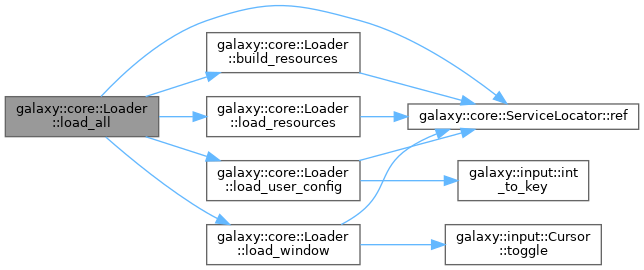 galaxy::core::Loader
::load_all
galaxy::core::Loader
::build_resources
galaxy::core::Loader
::load_resources
galaxy::core::Loader
::load_user_config
galaxy::core::Loader
::load_window
galaxy::core::ServiceLocator::ref
galaxy::input::int
_to_key
galaxy::input::Cursor
::toggle